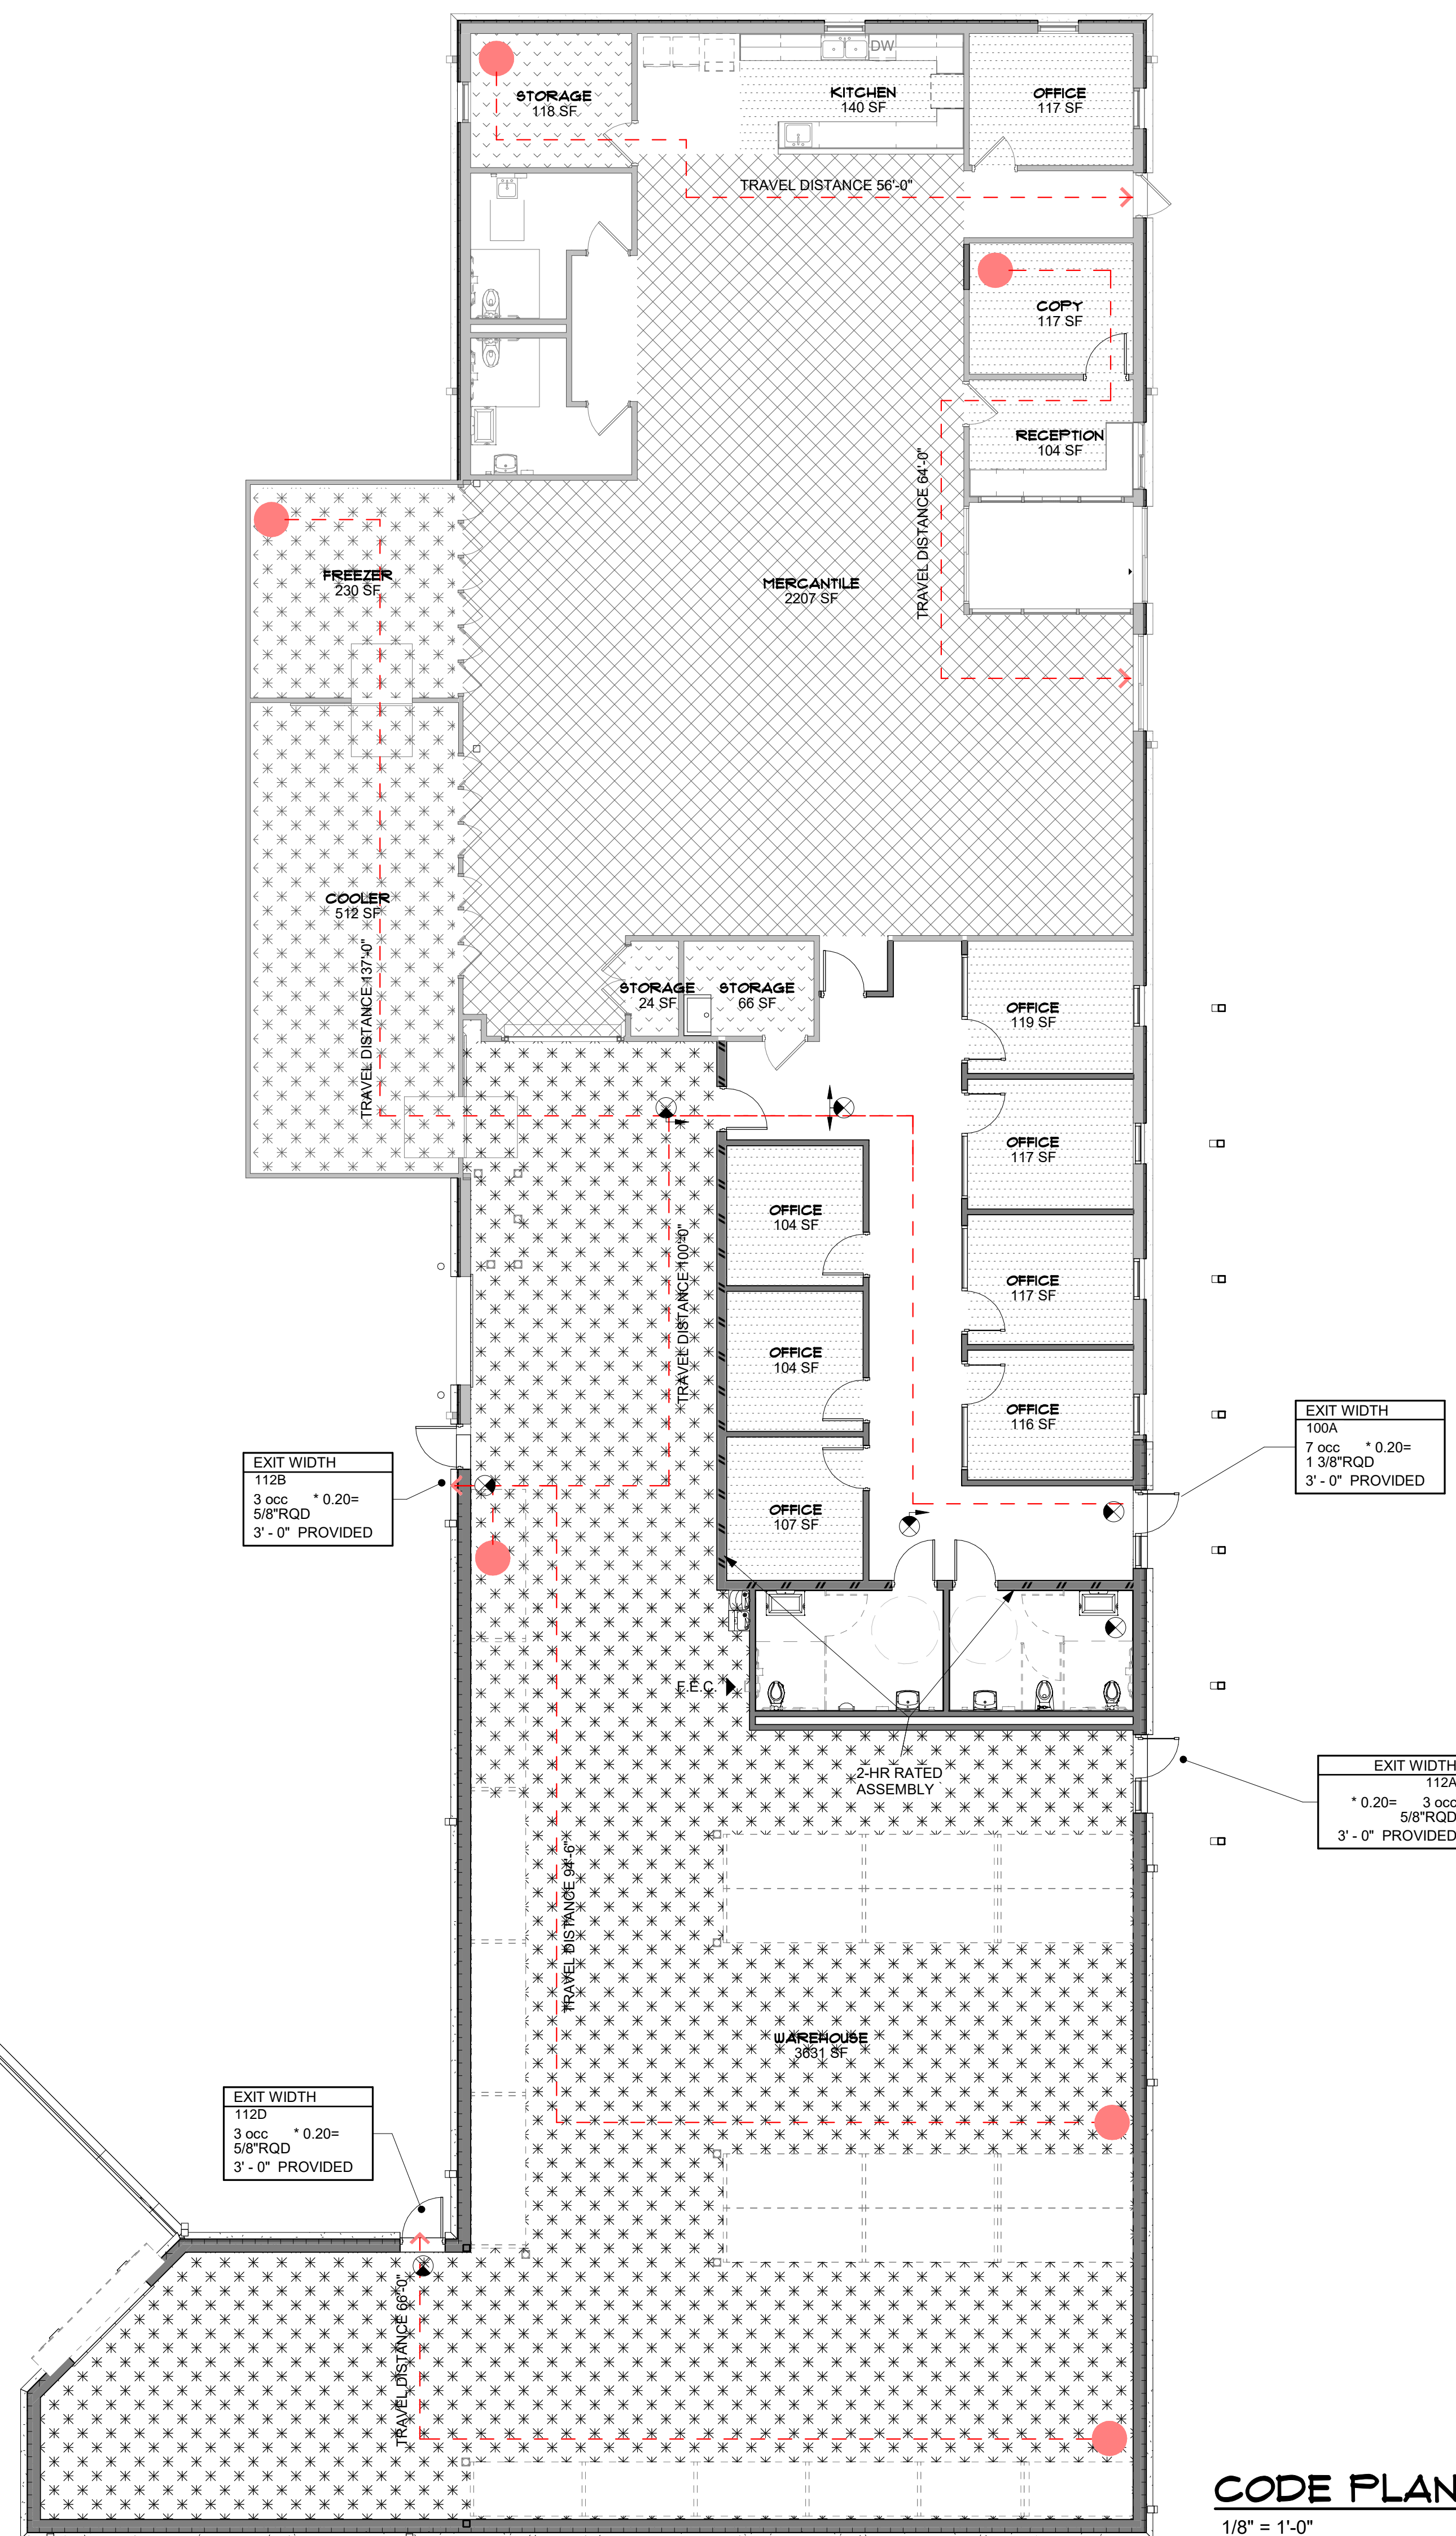 DW
STORAGE
118 SF
KITCHEN
140 SF
OFFICE
117 SF
TRAVEL DISTANCE 56'-0"
COPY
117 SF
RECEPTION
104 SF
TRAVEL DISTANCE 64'-0"
FREEZER
230 SF
MERCANTILE
2207 SF
COOLER
512 SF
TRAVEL DISTANCE 137'-0"
STORAGE
24 SF
STORAGE
66 SF
OFFICE
119 SF
OFFICE
117 SF
OFFICE
104 SF
TRAVEL DISTANCE 100'-0"
OFFICE
117 SF
OFFICE
104 SF
OFFICE
116 SF
EXIT WIDTH
100A
7 occ * 0.20=
1 3/8"RQD
3' - 0" PROVIDED
EXIT WIDTH
112B
3 occ * 0.20=
5/8"RQD
3' - 0" PROVIDED
OFFICE
107 SF
F.E.C.
2-HR RATED
ASSEMBLY
EXIT WIDTH
112A
* 0.20= 3 occ
5/8"RQD
3' - 0" PROVIDED
TRAVEL DISTANCE 94'-6"
WAREHOUSE
3631 SF
EXIT WIDTH
112D
3 occ * 0.20=
5/8"RQD
3' - 0" PROVIDED
TRAVEL DISTANCE 66'-0"
CODE PLAN
1/8" = 1'-0"